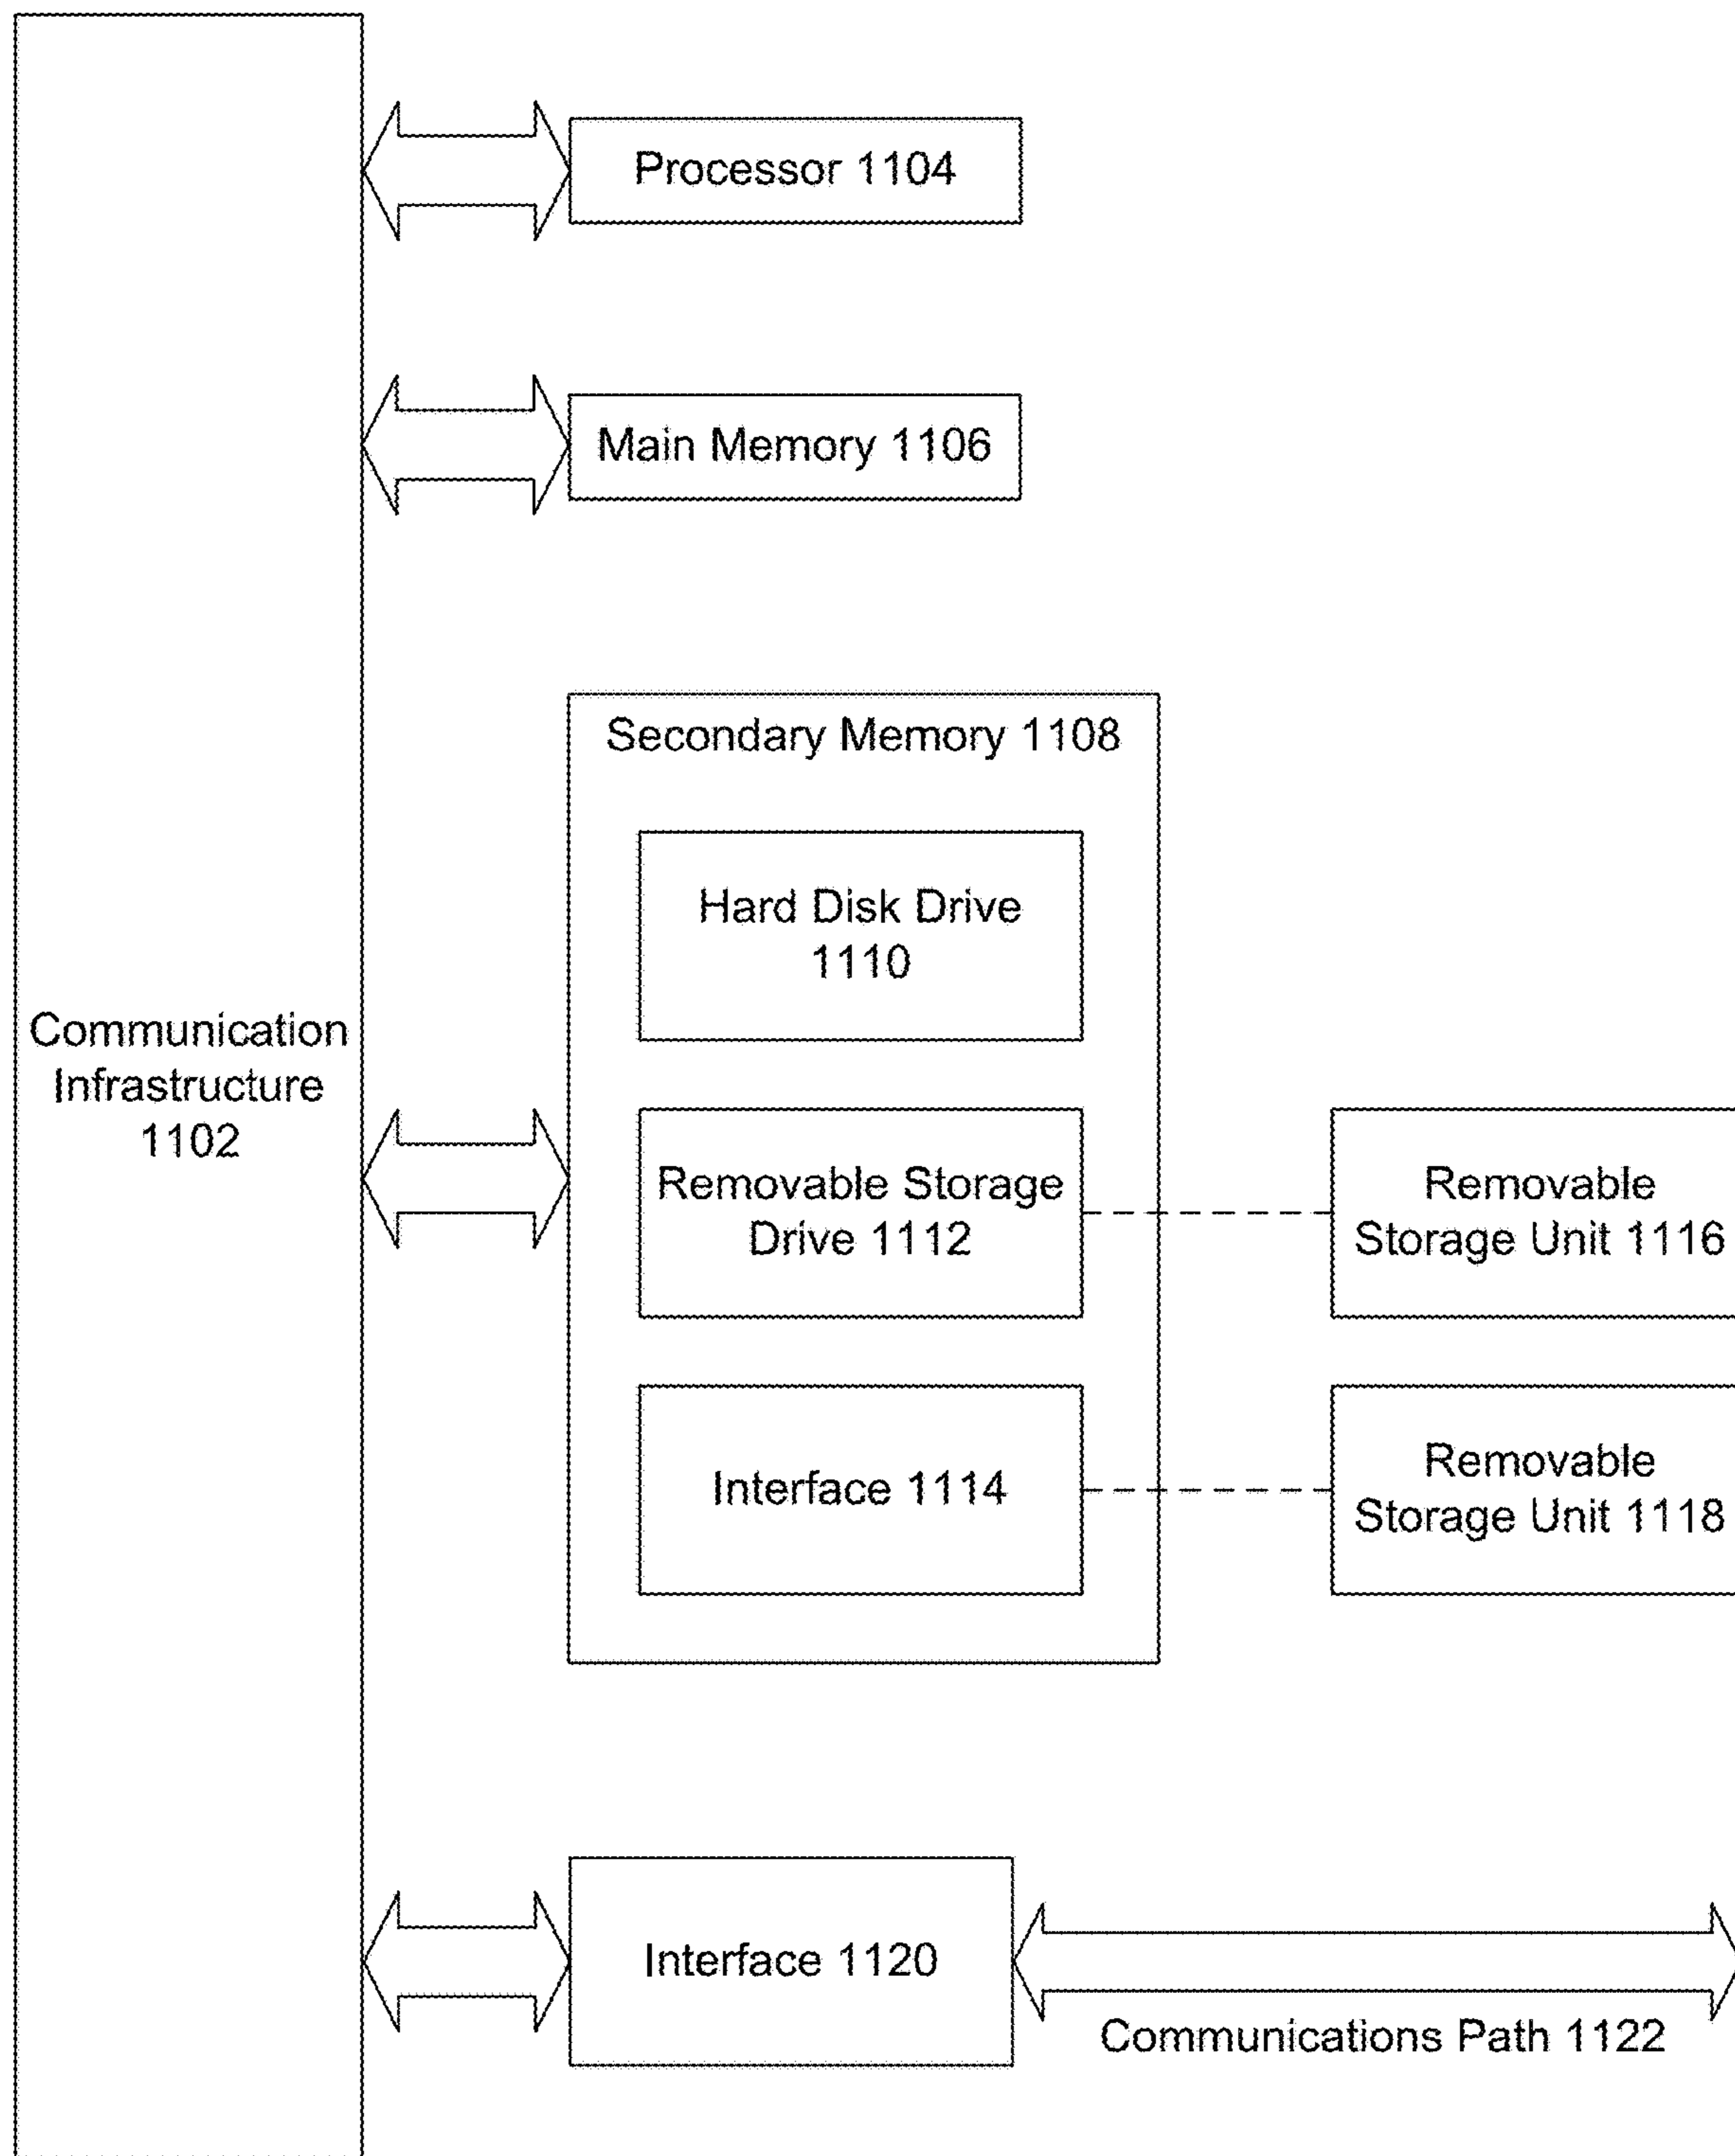 Processor 1104
Main Memory 1106
Secondary Memory 1108
Hard Disk Drive
1110
Communication
Infrastructure
1102
Removable Storage
Drive 1112
Removable
Storage Unit 1116
Interface 1114
Removable
Storage Unit 1118
Interface 1120
Communications Path 1122